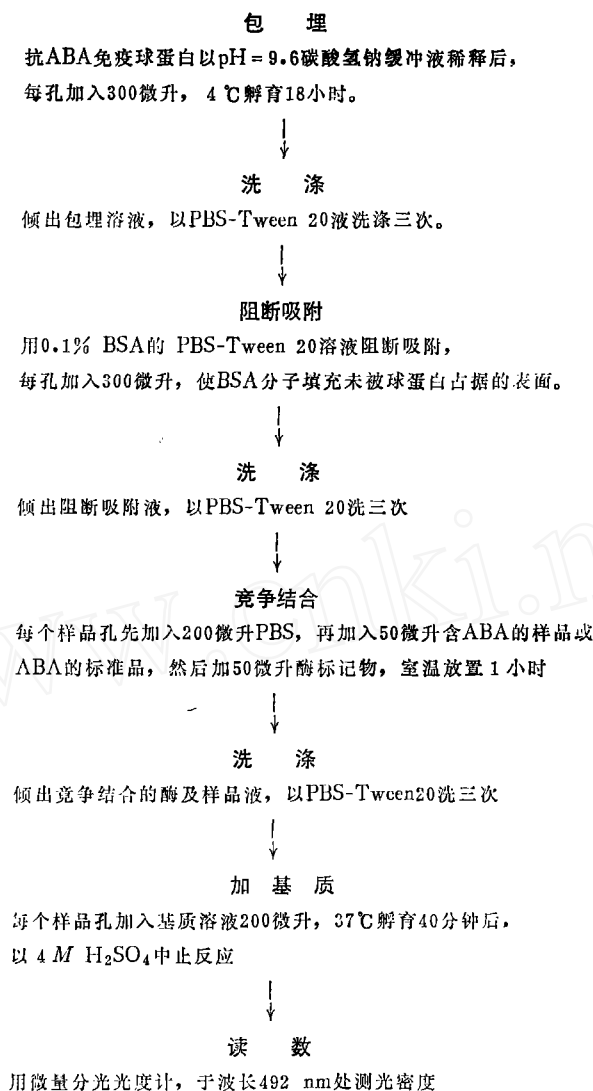 包 埋
抗ABA免疫球蛋白以pH=9.6碳酸氢钠缓冲液稀释后，
每孔加入300微升，4℃孵育18小时。
洗 涤
倾出包埋溶液，以PBS-Tween 20液洗涤三次。
阻断吸附
用0.1% BSA的 PBS-Tween 20溶液阻断吸附，
每孔加入300微升，使BSA分子填充未被球蛋白占据的表面。
洗 涤
倾出阻断吸附液，以PBS-Tween 20洗三次
竞争结合
每个样品孔先加入200微升PBS，再加入50微升含ABA的样品或
ABA的标准品，然后加50微升酶标记物，室温放置1小时
洗 涤
倾出竞争结合的酶及样品液，以PBS-Tween20洗三次
加 基 质
每个样品孔加入基质溶液200微升，37℃孵育40分钟后，
以 4 M H₂SO₄中止反应
读 数
用微量分光光度计，于波长492 nm处测光密度
www.cnki.n